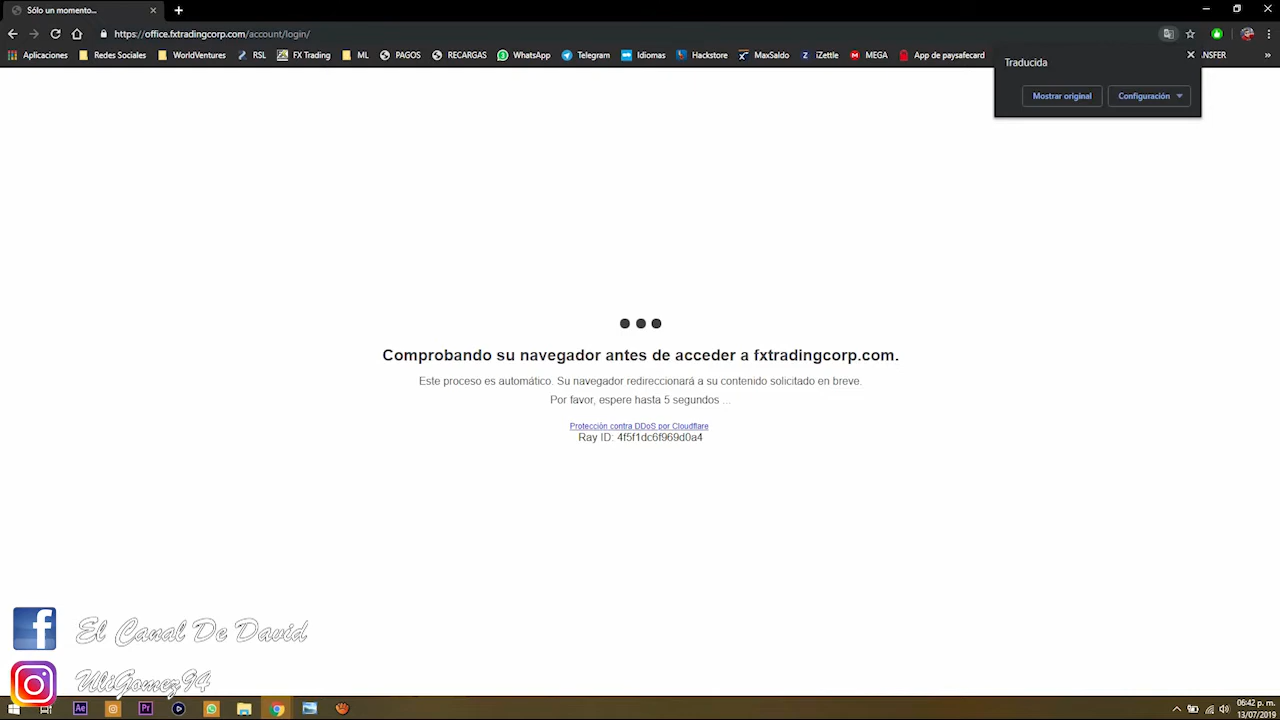 Sólo un momento...
https://office.fxtradingcorp.com/account/login/
Aplicaciones Redes Sociales WorldVentures RSL FX Trading ML PAGOS RECARGAS WhatsApp Telegram Idiomas Hackstore MaxSaldo iZettle MEGA App de paysafecard NSFER »
Traducida
Mostrar original Configuración
Comprobando su navegador antes de acceder a fxtradingcorp.com.
Este proceso es automático. Su navegador redireccionará a su contenido solicitado en breve.
Por favor, espere hasta 5 segundos ...
Protección contra DDoS por Cloudflare
Ray ID: 4f5f1dc6f969d0a4
El Canal De David
UliGomez94
06:42 p. m.
13/07/2019